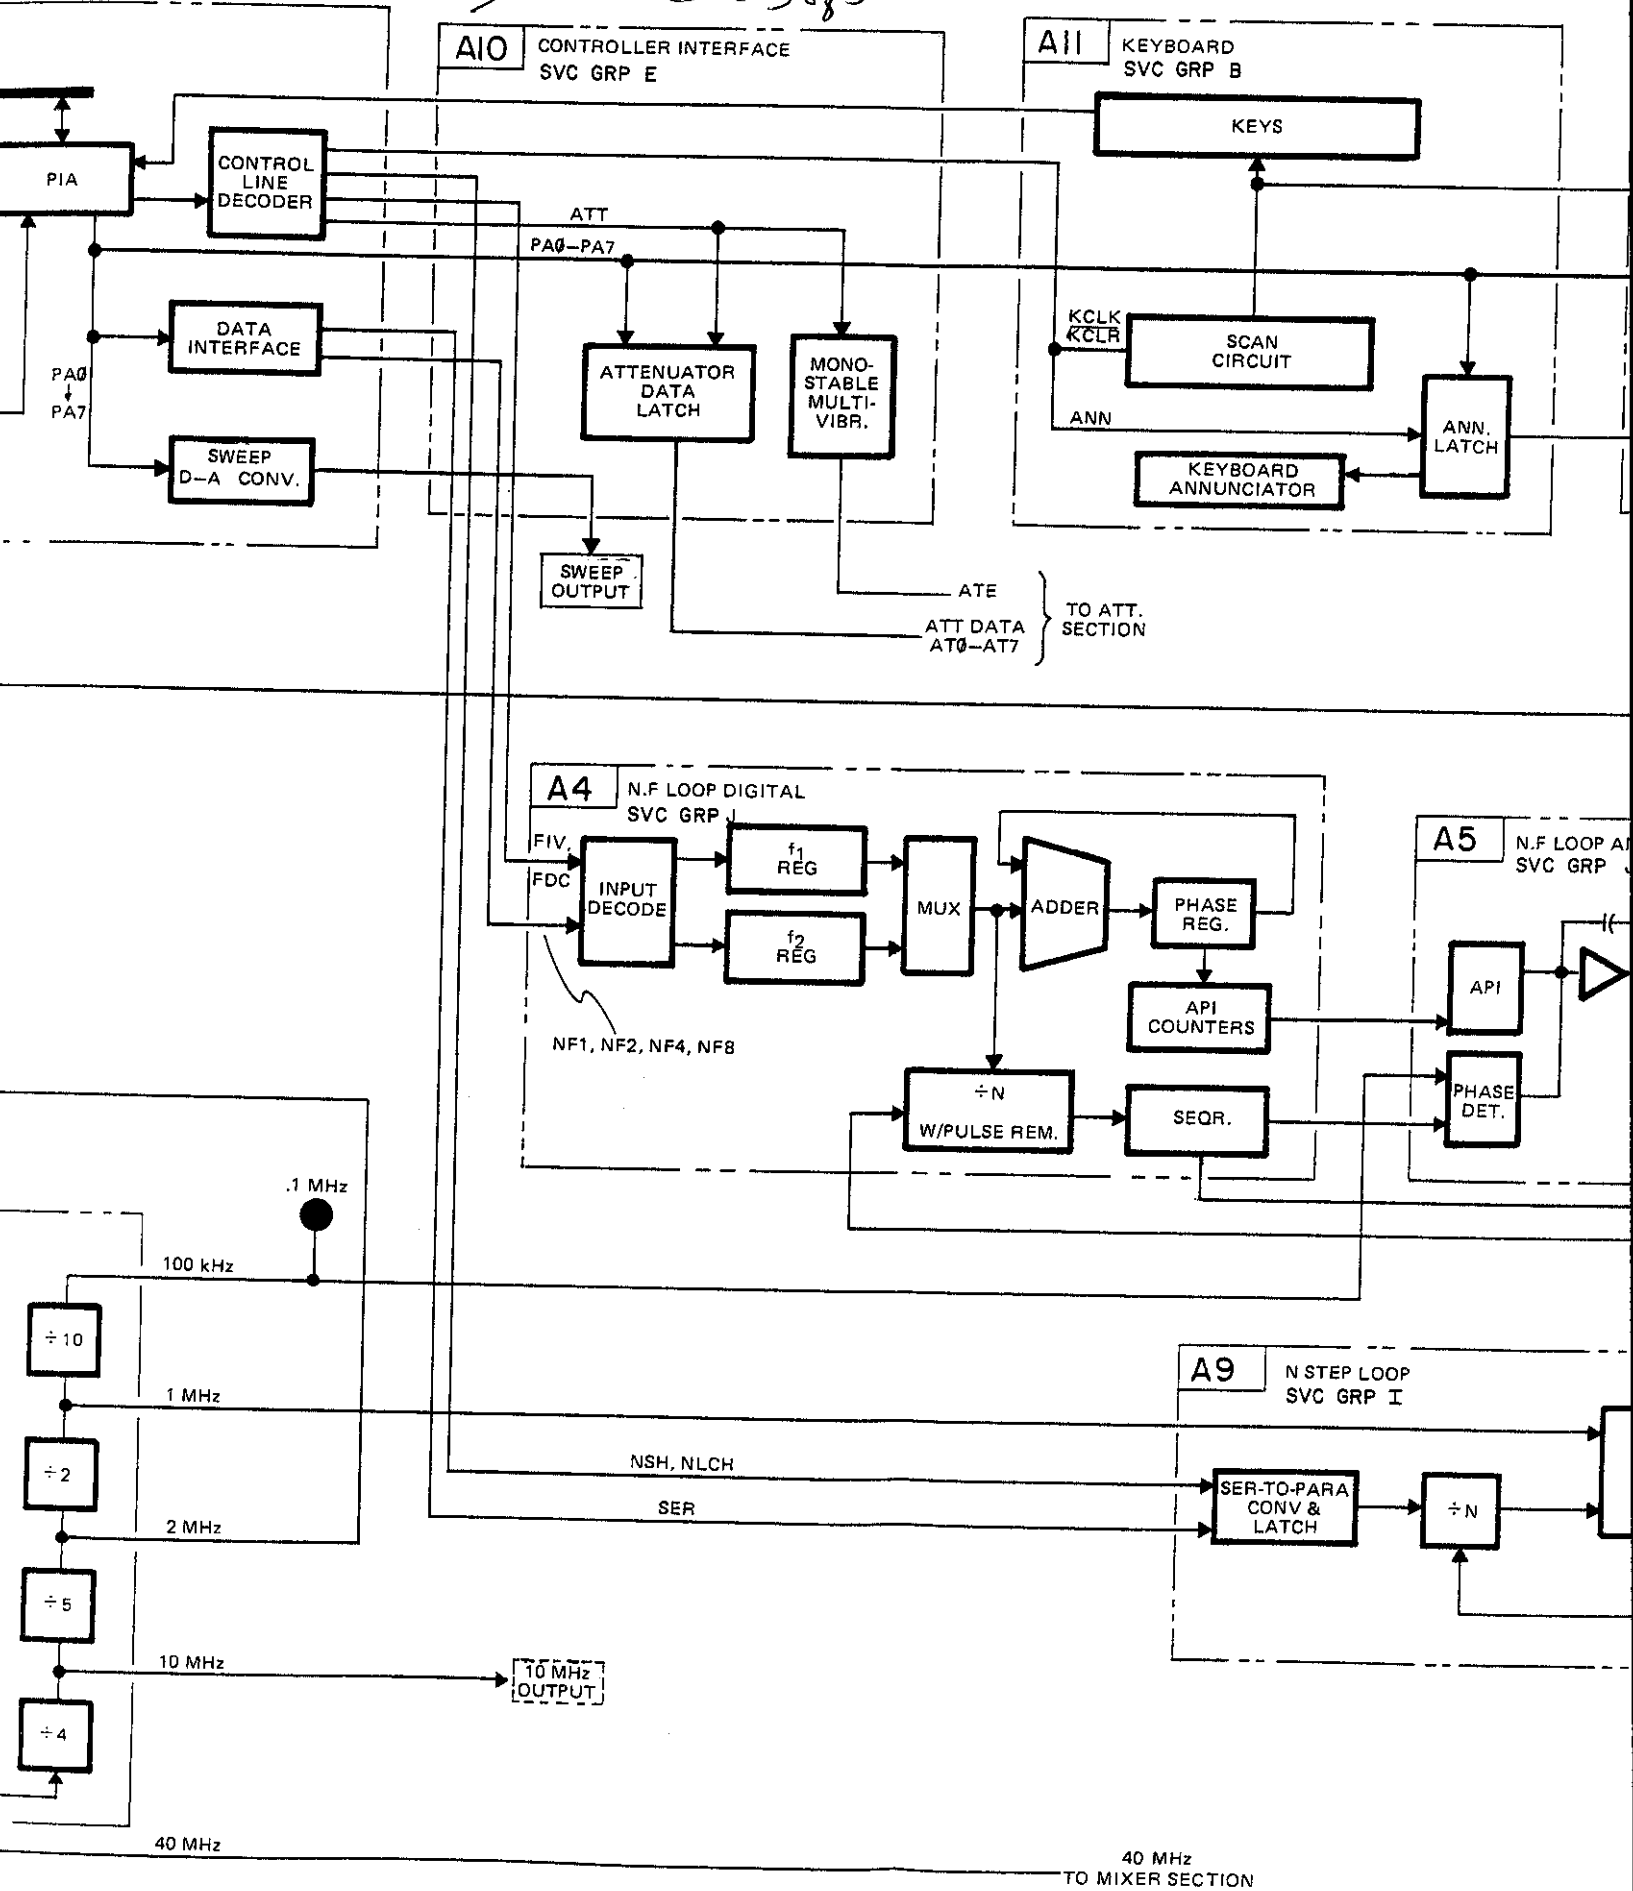 A10
CONTROLLER INTERFACE
SVC GRP E
A11
KEYBOARD
SVC GRP B
KEYS
PIA
CONTROL
LINE
DECODER
ATT
PAØ–PA7
DATA
INTERFACE
PAØ
PA7
SWEEP
D–A CONV.
ATTENUATOR
DATA
LATCH
MONO-
STABLE
MULTI-
VIBR.
KCLK
KCLR
SCAN
CIRCUIT
ANN
ANN.
LATCH
KEYBOARD
ANNUNCIATOR
SWEEP
OUTPUT
ATE
ATT DATA
ATØ–AT7
TO ATT.
SECTION
A4
N.F LOOP DIGITAL
SVC GRP J
FIV,
FDC
INPUT
DECODE
f1
REG
f2
REG
MUX
ADDER
PHASE
REG.
API
COUNTERS
NF1, NF2, NF4, NF8
÷N
W/PULSE REM.
SEQR.
A5
N.F LOOP
SVC GRP
API
PHASE
DET.
.1 MHz
100 kHz
÷10
1 MHz
÷2
2 MHz
÷5
10 MHz
10 MHz
OUTPUT
÷4
A9
N STEP LOOP
SVC GRP I
NSH, NLCH
SER
SER-TO-PARA
CONV &
LATCH
÷N
40 MHz
40 MHz
TO MIXER SECTION